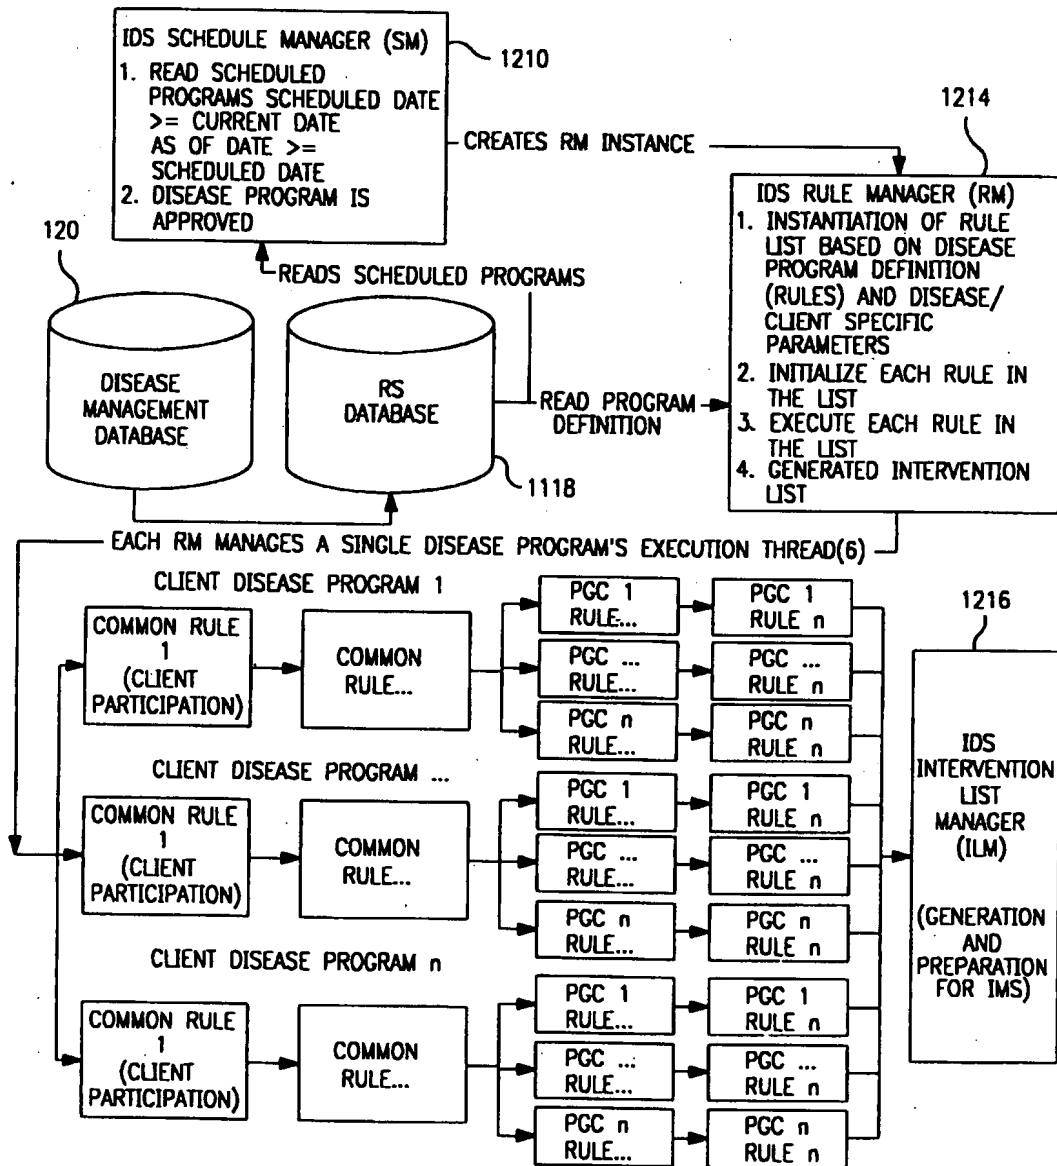 IDS SCHEDULE MANAGER (SM)
1. READ SCHEDULED
PROGRAMS SCHEDULED DATE
>= CURRENT DATE
AS OF DATE >=
SCHEDULED DATE
2. DISEASE PROGRAM IS
APPROVED
1210
CREATES RM INSTANCE
1214
IDS RULE MANAGER (RM)
1. INSTANTIATION OF RULE
LIST BASED ON DISEASE
PROGRAM DEFINITION
(RULES) AND DISEASE/
CLIENT SPECIFIC
PARAMETERS
2. INITIALIZE EACH RULE IN
THE LIST
3. EXECUTE EACH RULE IN
THE LIST
4. GENERATED INTERVENTION
LIST
120
READS SCHEDULED PROGRAMS
DISEASE
MANAGEMENT
DATABASE
RS
DATABASE
READ PROGRAM
DEFINITION
1118
EACH RM MANAGES A SINGLE DISEASE PROGRAM'S EXECUTION THREAD(6)
CLIENT DISEASE PROGRAM 1
COMMON RULE
1
(CLIENT
PARTICIPATION)
COMMON
RULE...
PGC 1
RULE...
PGC 1
RULE n
PGC ...
RULE...
PGC ...
RULE n
PGC n
RULE...
PGC n
RULE n
CLIENT DISEASE PROGRAM ...
COMMON RULE
1
(CLIENT
PARTICIPATION)
COMMON
RULE...
PGC 1
RULE...
PGC 1
RULE n
PGC ...
RULE...
PGC ...
RULE n
PGC n
RULE...
PGC n
RULE n
CLIENT DISEASE PROGRAM n
COMMON RULE
1
(CLIENT
PARTICIPATION)
COMMON
RULE...
PGC 1
RULE...
PGC 1
RULE n
PGC ...
RULE...
PGC ...
RULE n
PGC n
RULE...
PGC n
RULE n
1216
IDS
INTERVENTION
LIST
MANAGER
(ILM)
(GENERATION
AND
PREPARATION
FOR IMS)